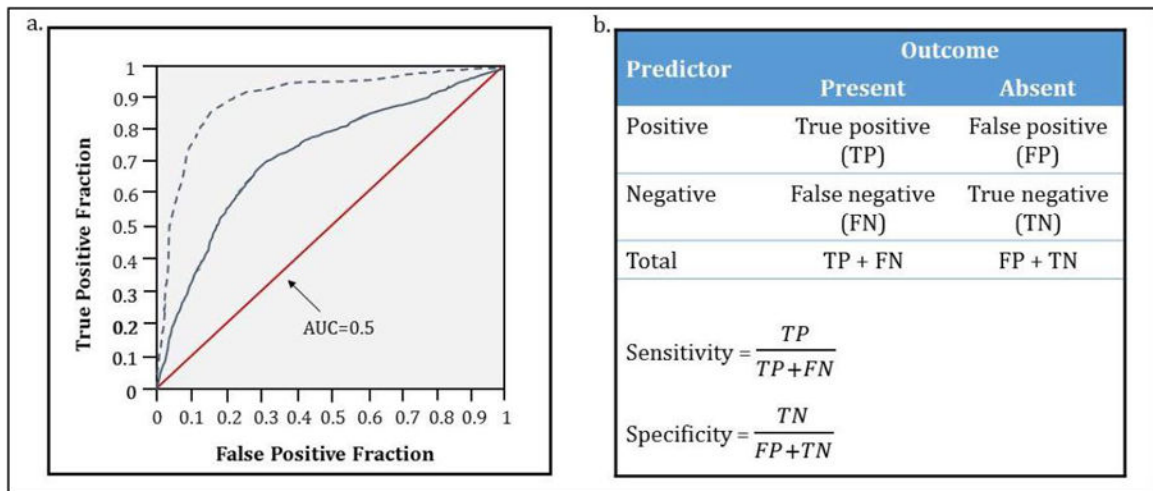 a.
1
0.9
0.8
0.7
0.6
0.5
0.4
0.3
0.2
0.1
0
True Positive Fraction
AUC=0.5
0 0.1 0.2 0.3 0.4 0.5 0.6 0.7 0.8 0.9 1
False Positive Fraction
b.
Predictor Outcome
Present Absent
Positive True positive (TP) False positive (FP)
Negative False negative (FN) True negative (TN)
Total TP + FN FP + TN
Sensitivity = TP / TP+FN
Specificity = TN / FP+TN